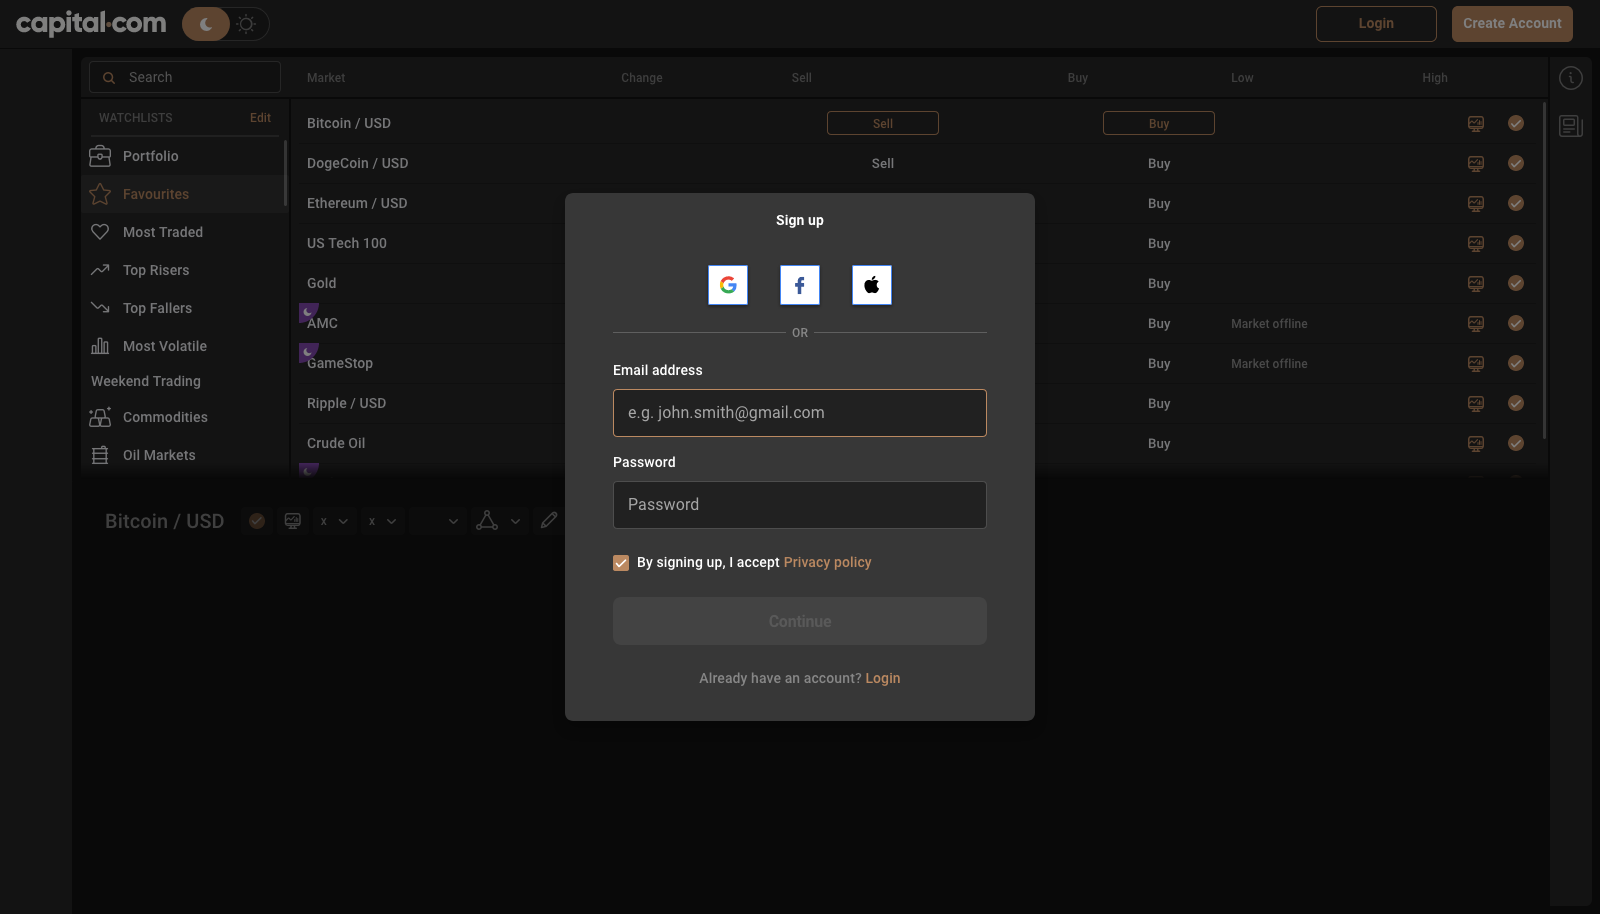 capital.com
Login
Create Account
Search
Market
Change
Sell
Buy
Low
High
WATCHLISTS
Edit
Portfolio
Favourites
Most Traded
Top Risers
Top Fallers
Most Volatile
Weekend Trading
Commodities
Oil Markets
Bitcoin / USD
Sell
Buy
DogeCoin / USD
Sell
Buy
Ethereum / USD
Buy
US Tech 100
Buy
Gold
Buy
AMC
Buy
Market offline
GameStop
Buy
Market offline
Ripple / USD
Buy
Crude Oil
Buy
Bitcoin / USD
x
x
Sign up
OR
Email address
e.g. john.smith@gmail.com
Password
Password
By signing up, I accept Privacy policy
Continue
Already have an account? Login